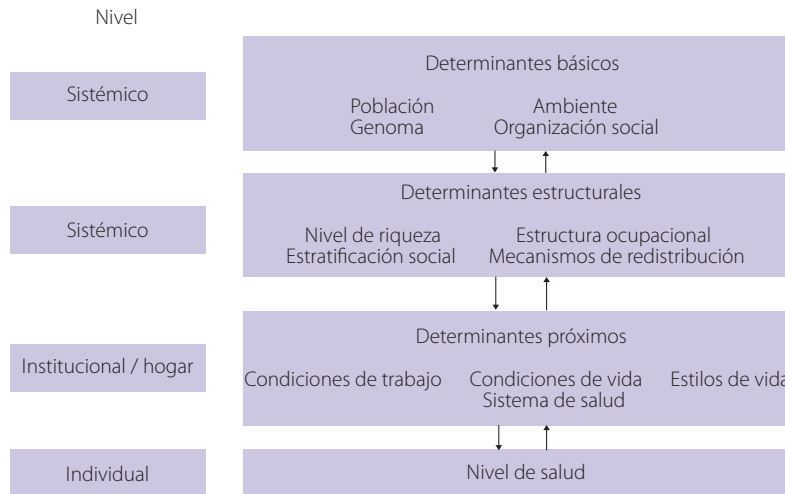 Nivel
Sistémico
Determinantes básicos
Población Ambiente
Genoma Organización social
Sistémico
Determinantes estructurales
Nivel de riqueza Estructura ocupacional
Estratificación social Mecanismos de redistribución
Institucional / hogar
Determinantes próximos
Condiciones de trabajo Condiciones de vida Estilos de vida
Sistema de salud
Individual
Nivel de salud